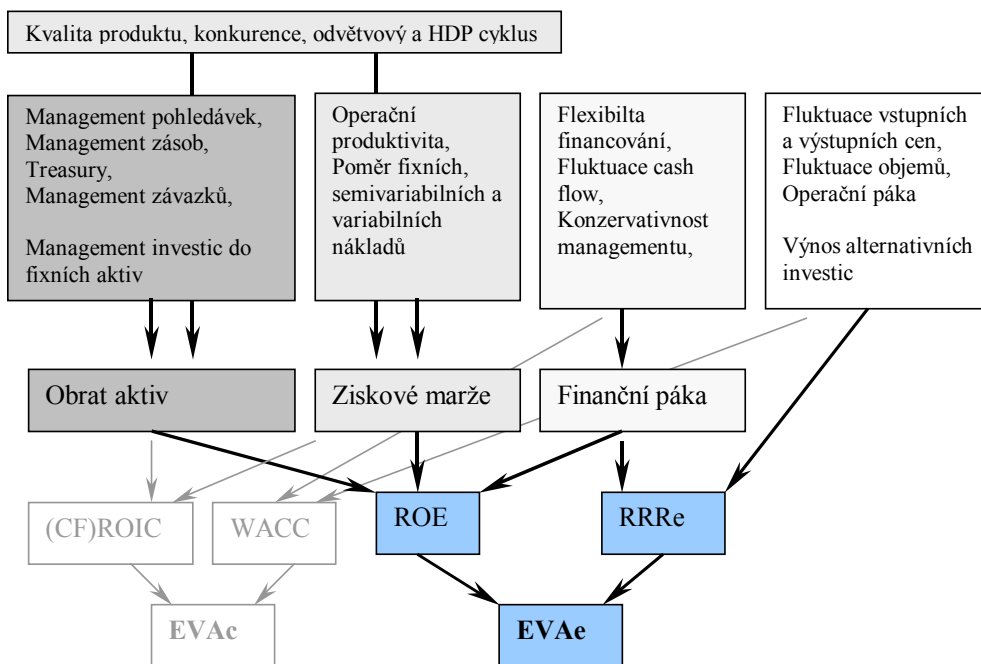 Kvalita produktu, konkurence, odvětvový a HDP cyklus
Management pohledávek,
Management zásob,
Treasury,
Management závazků,
Management investic do
fixních aktiv
Operační
produktivita,
Poměr fixních,
semivariabilních a
variabilních
nákladů
Flexibilta
financování,
Fluktuace cash
flow,
Konzervativnost
managementu,
Fluktuace vstupních
a výstupních cen,
Fluktuace objemů,
Operační páka
Výnos alternativních
investic
Obrat aktiv
Ziskové marže
Finanční páka
(CF)ROIC
WACC
ROE
RRRe
EVAc
EVAe